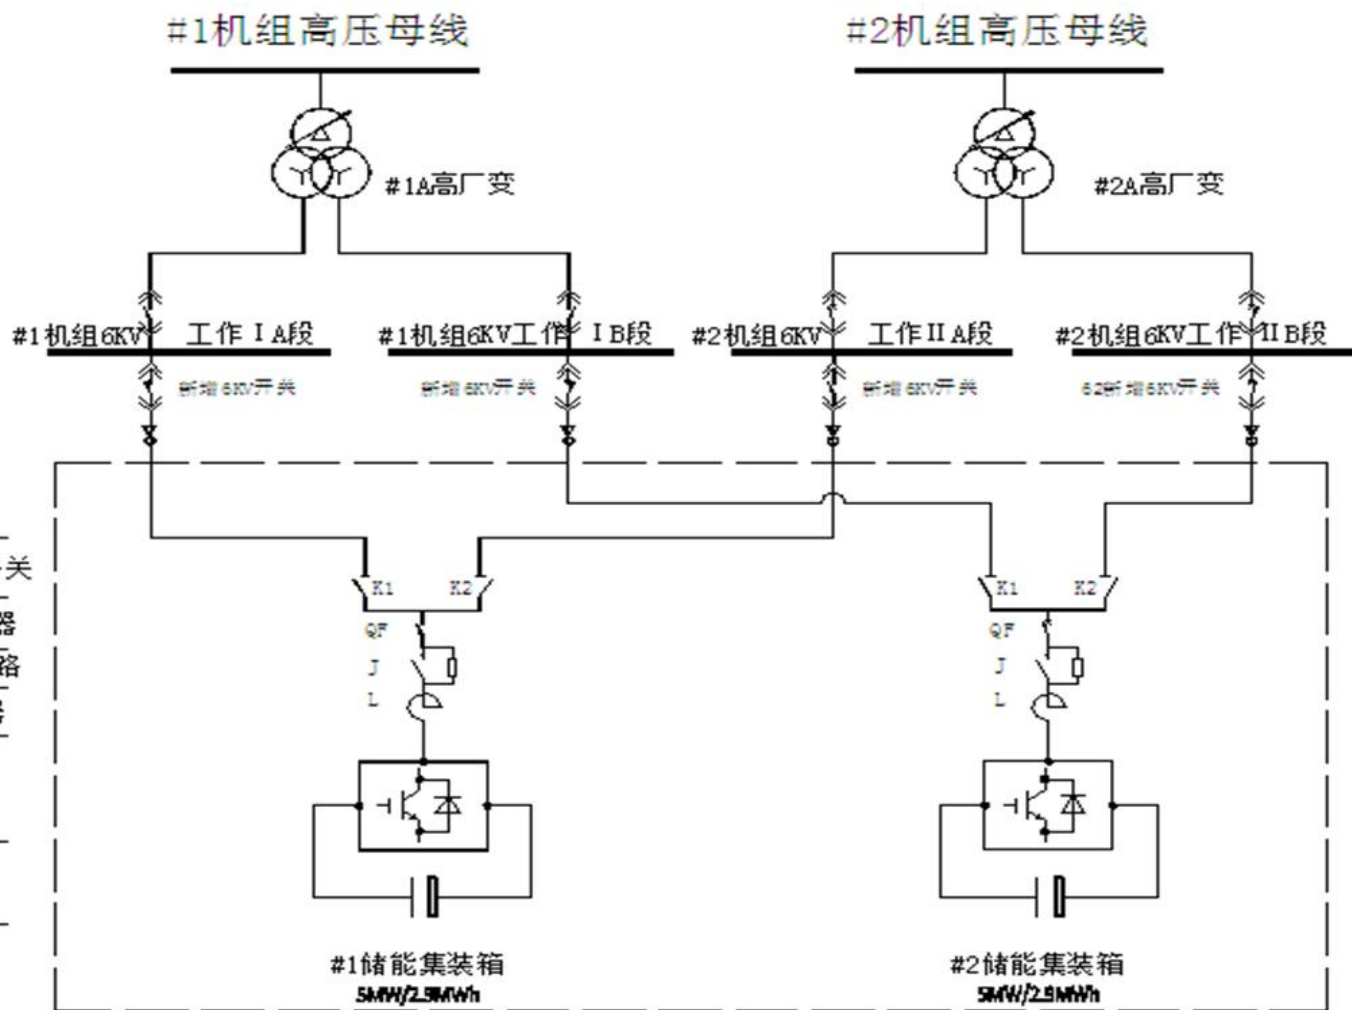 #1机组高压母线
#2机组高压母线
#1A高厂变
#2A高厂变
#1机组6KV 工作ⅠA段
#1机组6KV工作 ⅠB段
#2机组6KV 工作ⅡA段
#2机组6KV工作 ⅡB段
新增6KV开关
新增6KV开关
新增6KV开关
62新增6KV开关
关
器
路
K1
K2
K1
K2
QF
QF
J
J
L
L
#1储能集装箱
#2储能集装箱
5MW/2.9MWh
5MW/2.9MWh